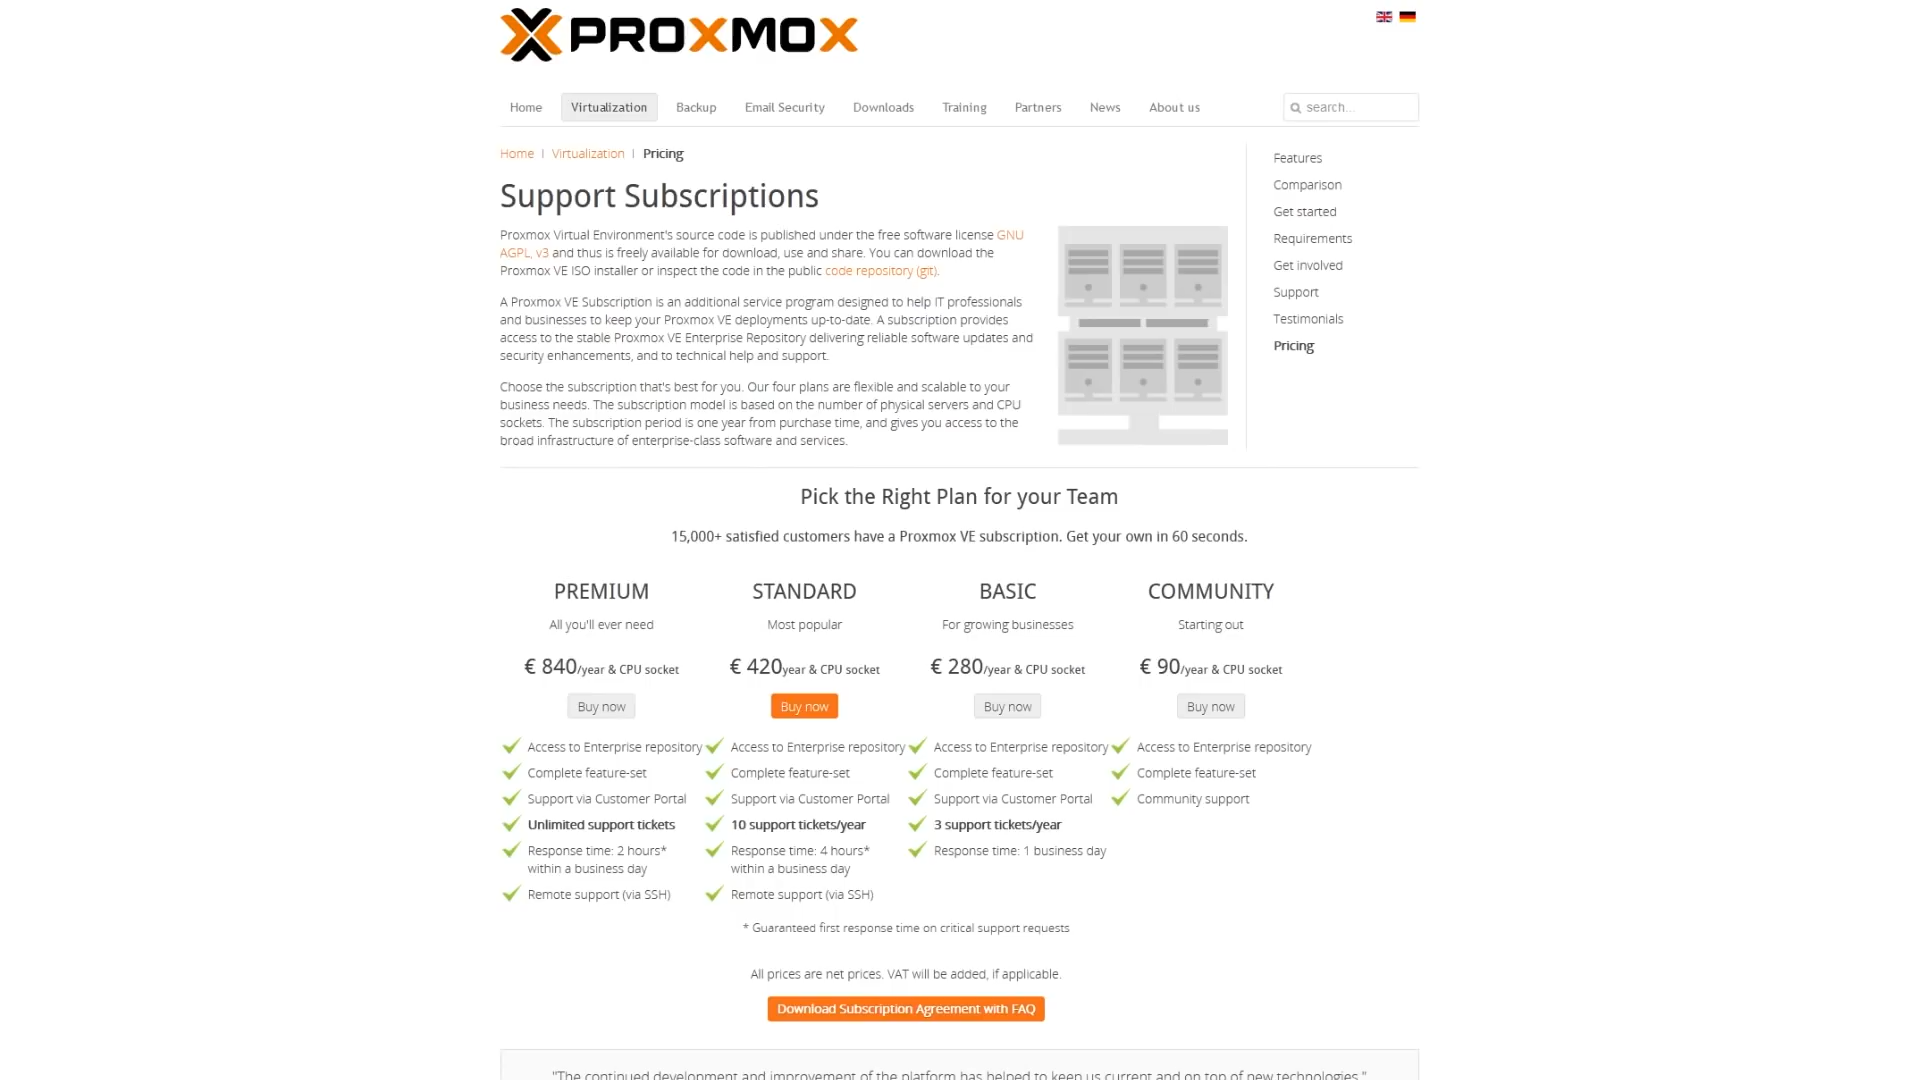 PROXMOX
Home
Virtualization
Backup
Email Security
Downloads
Training
Partners
News
About us
search...
Home | Virtualization | Pricing
Support Subscriptions
Proxmox Virtual Environment's source code is published under the free software license GNU
AGPL, v3 and thus is freely available for download, use and share. You can download the
Proxmox VE ISO installer or inspect the code in the public code repository (git).
A Proxmox VE Subscription is an additional service program designed to help IT professionals
and businesses to keep your Proxmox VE deployments up-to-date. A subscription provides
access to the stable Proxmox VE Enterprise Repository delivering reliable software updates and
security enhancements, and to technical help and support.
Choose the subscription that's best for you. Our four plans are flexible and scalable to your
business needs. The subscription model is based on the number of physical servers and CPU
sockets. The subscription period is one year from purchase time, and gives you access to the
broad infrastructure of enterprise-class software and services.
Features
Comparison
Get started
Requirements
Get involved
Support
Testimonials
Pricing
Pick the Right Plan for your Team
15,000+ satisfied customers have a Proxmox VE subscription. Get your own in 60 seconds.
PREMIUM
All you'll ever need
€ 840/year & CPU socket
Buy now
Access to Enterprise repository
Complete feature-set
Support via Customer Portal
Unlimited support tickets
Response time: 2 hours*
within a business day
Remote support (via SSH)
STANDARD
Most popular
€ 420year & CPU socket
Buy now
Access to Enterprise repository
Complete feature-set
Support via Customer Portal
10 support tickets/year
Response time: 4 hours*
within a business day
Remote support (via SSH)
BASIC
For growing businesses
€ 280/year & CPU socket
Buy now
Access to Enterprise repository
Complete feature-set
Support via Customer Portal
3 support tickets/year
Response time: 1 business day
COMMUNITY
Starting out
€ 90/year & CPU socket
Buy now
Access to Enterprise repository
Complete feature-set
Community support
* Guaranteed first response time on critical support requests
All prices are net prices. VAT will be added, if applicable.
Download Subscription Agreement with FAQ
"The continued development and improvement of the platform has helped to keep us current and on top of new technologies."